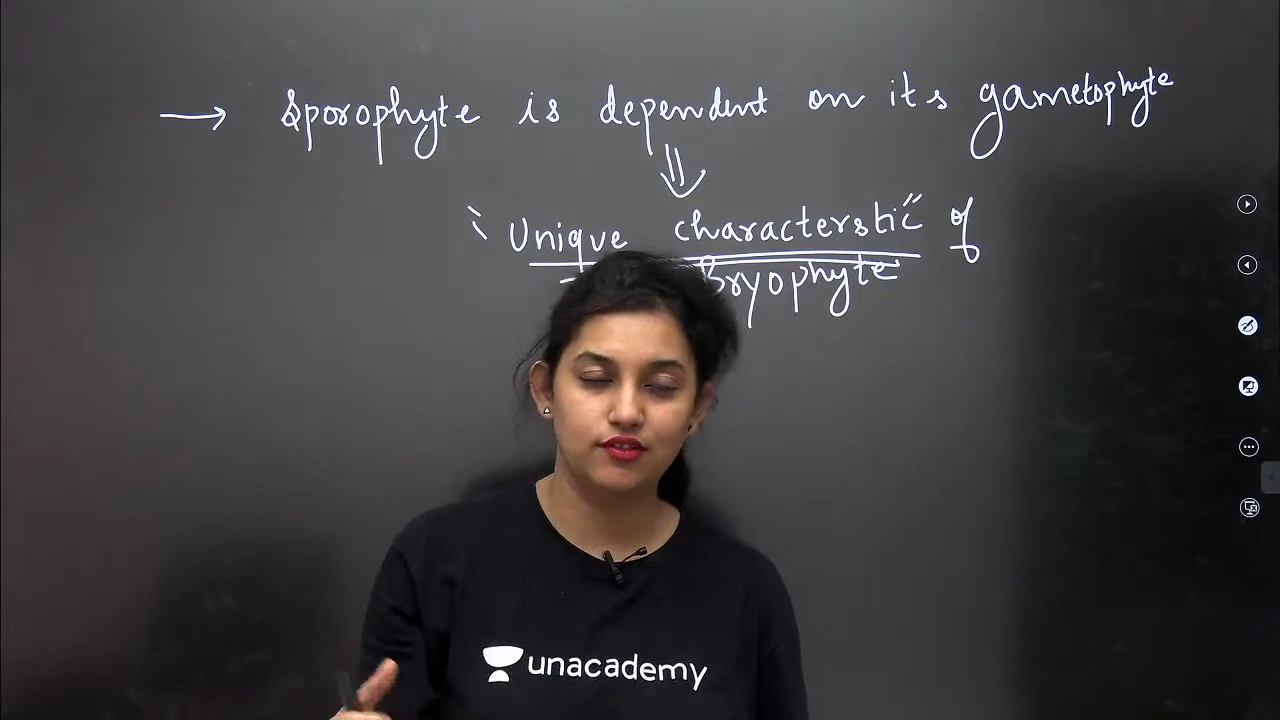 → Sporophyte is dependent on its gametophyte
⇓
"Unique characterstic" of
Bryophyte
unacademy